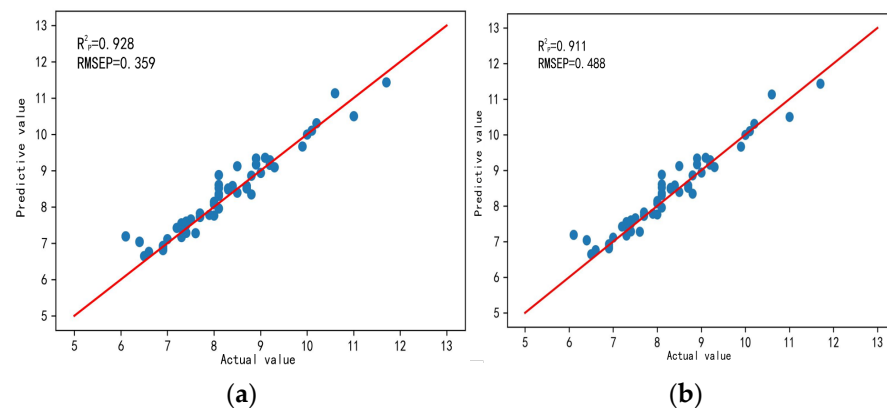 13
12
11
10
9
8
7
6
5
Predictive value
R²ₚ=0.928
RMSEP=0.359
5 6 7 8 9 10 11 12 13
Actual value
(a)
13
12
11
10
9
8
7
6
5
Predictive value
R²ₚ=0.911
RMSEP=0.488
5 6 7 8 9 10 11 12 13
Actual value
(b)